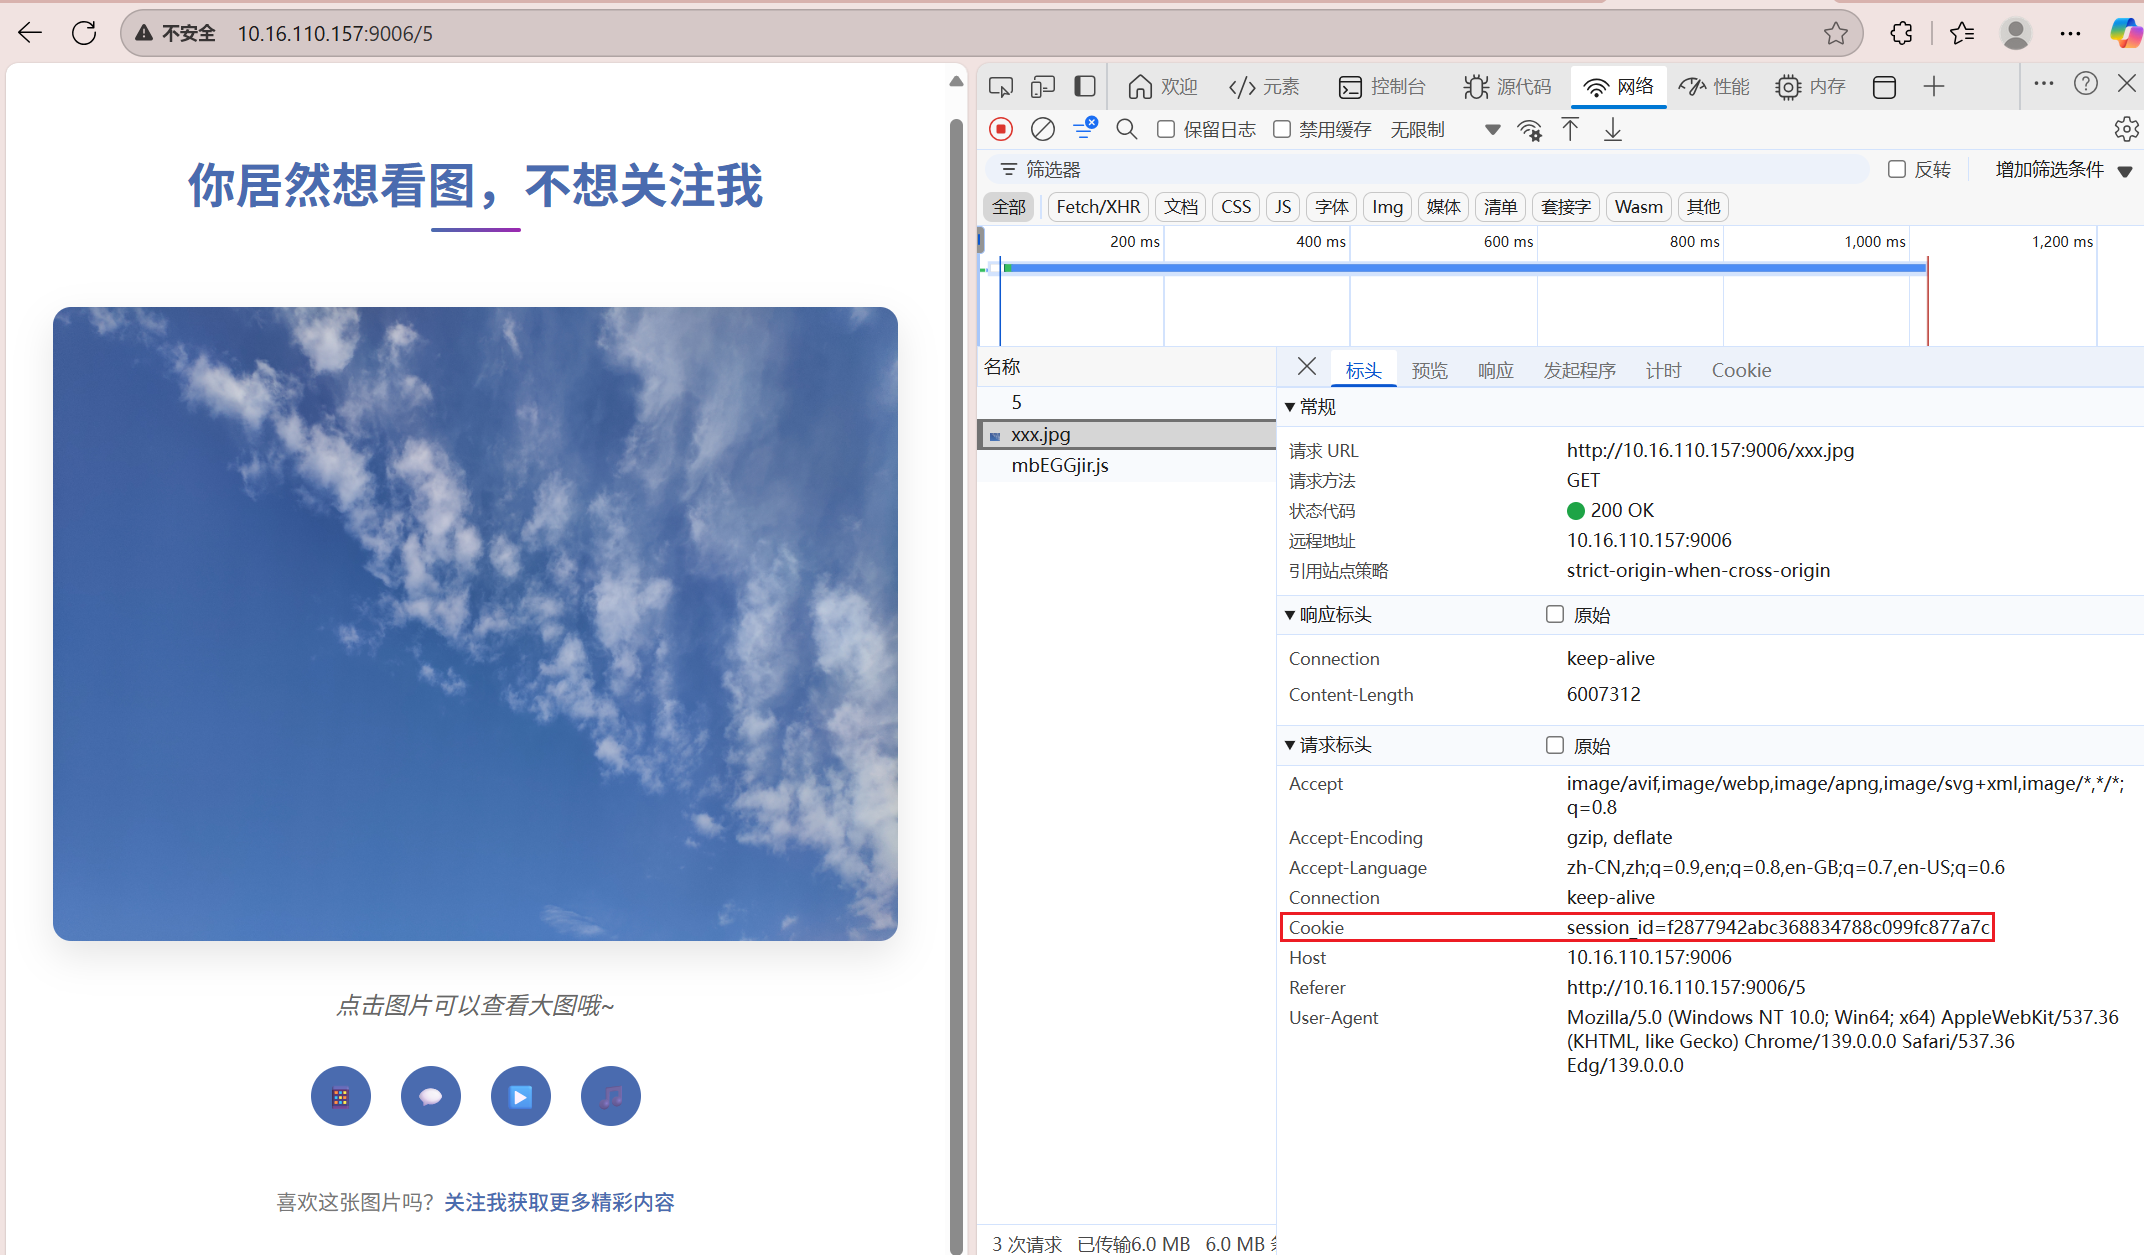 不安全 10.16.110.157:9006/5
你居然想看图，不想关注我
点击图片可以查看大图哦~
喜欢这张图片吗？关注我获取更多精彩内容
欢迎 元素 控制台 源代码 网络 性能 内存
保留日志 禁用缓存 无限制
筛选器 反转 增加筛选条件
全部 Fetch/XHR 文档 CSS JS 字体 Img 媒体 清单 套接字 Wasm 其他
200 ms 400 ms 600 ms 800 ms 1,000 ms 1,200 ms
名称
5
xxx.jpg
mbEGGjir.js
3 次请求 已传输6.0 MB 6.0 MB
标头 预览 响应 发起程序 计时 Cookie
常规
请求 URL http://10.16.110.157:9006/xxx.jpg
请求方法 GET
状态代码 200 OK
远程地址 10.16.110.157:9006
引用站点策略 strict-origin-when-cross-origin
响应标头 原始
Connection keep-alive
Content-Length 6007312
请求标头 原始
Accept image/avif,image/webp,image/apng,image/svg+xml,image/*,*/*;
q=0.8
Accept-Encoding gzip, deflate
Accept-Language zh-CN,zh;q=0.9,en;q=0.8,en-GB;q=0.7,en-US;q=0.6
Connection keep-alive
Cookie session_id=f2877942abc368834788c099fc877a7c
Host 10.16.110.157:9006
Referer http://10.16.110.157:9006/5
User-Agent Mozilla/5.0 (Windows NT 10.0; Win64; x64) AppleWebKit/537.36
(KHTML, like Gecko) Chrome/139.0.0.0 Safari/537.36
Edg/139.0.0.0